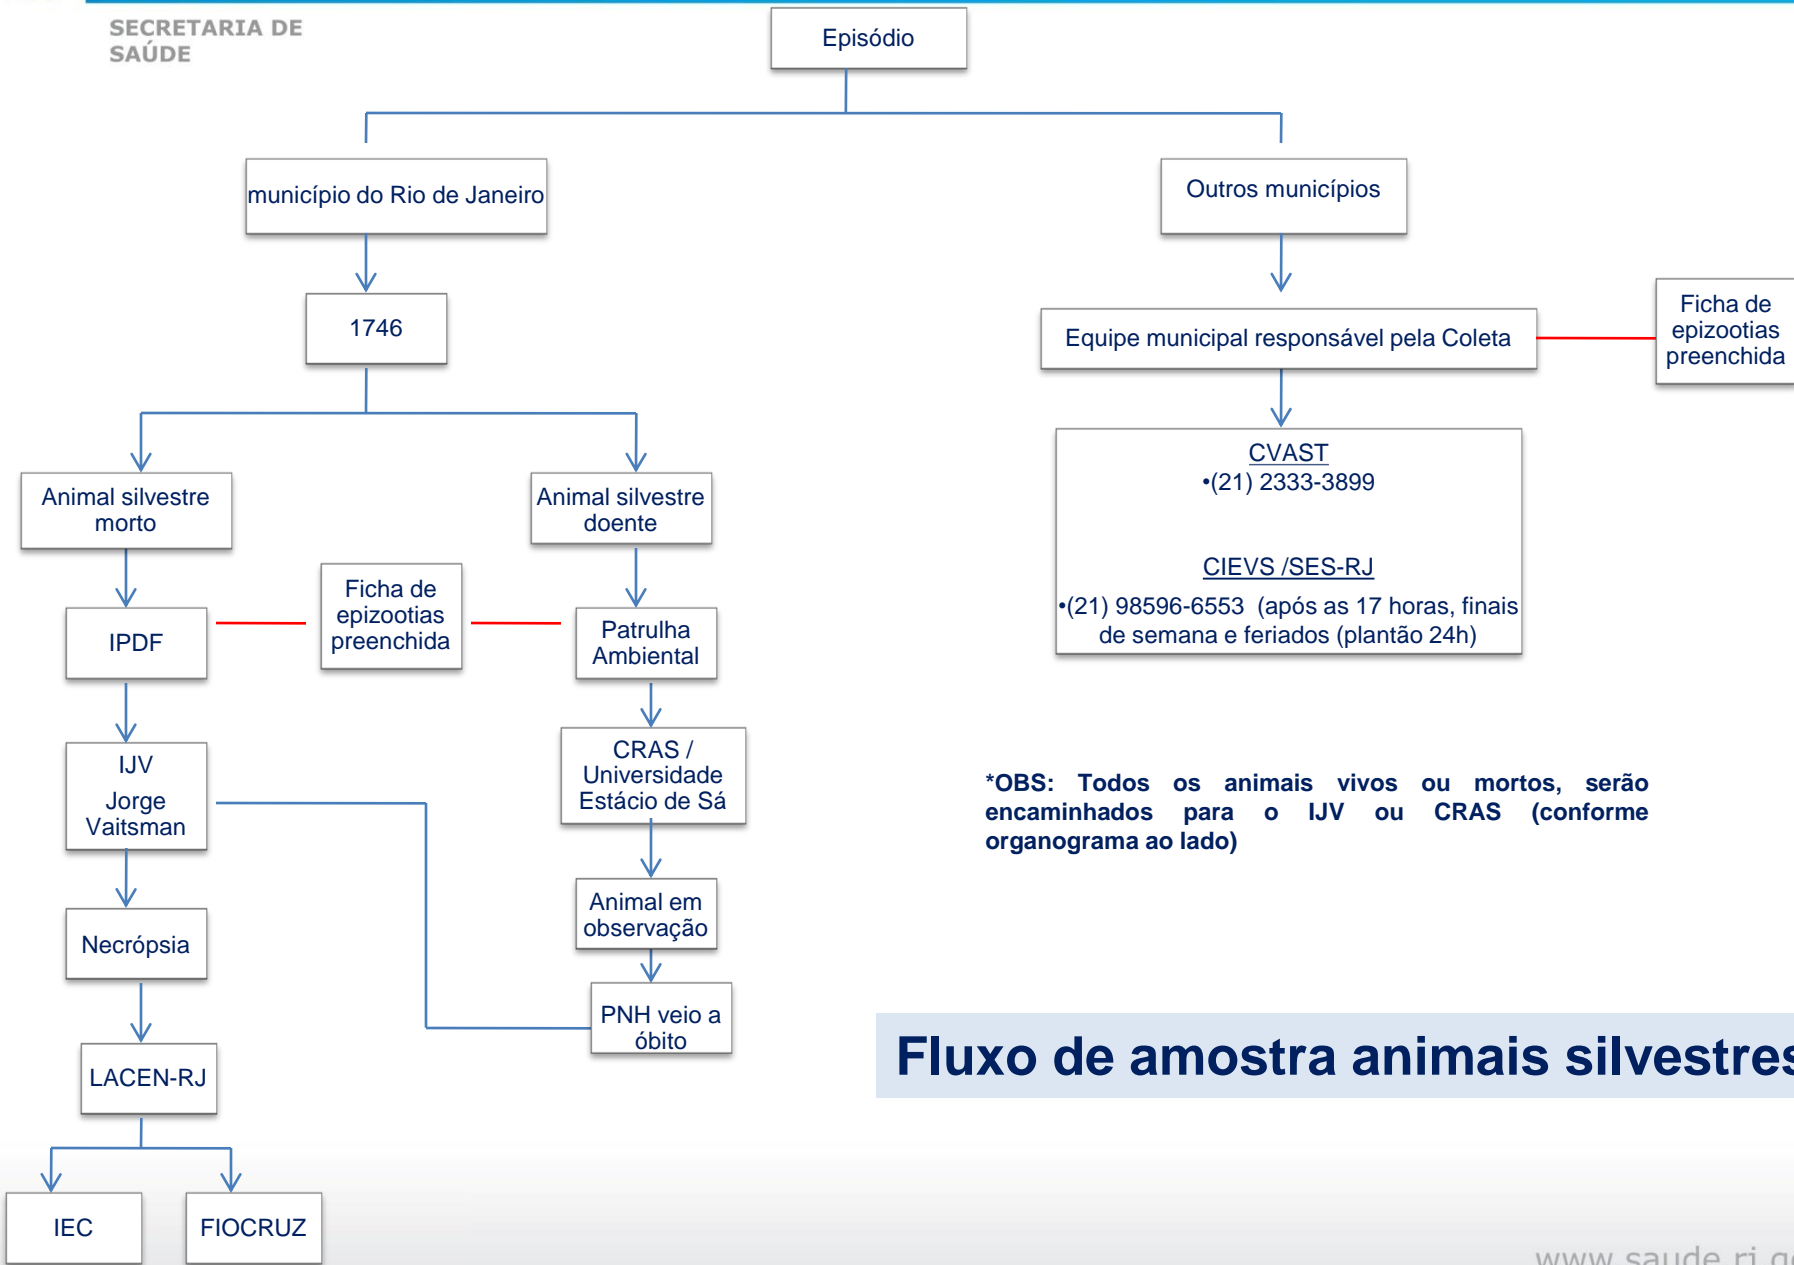 SECRETARIA DE
SAÚDE
Episódio
município do Rio de Janeiro
Outros municípios
1746
Equipe municipal responsável pela Coleta
Ficha de
epizootias
preenchida
Animal silvestre
morto
Animal silvestre
doente
CVAST
•(21) 2333-3899
CIEVS /SES-RJ
•(21) 98596-6553 (após as 17 horas, finais
de semana e feriados (plantão 24h)
IPDF
Ficha de
epizootias
preenchida
Patrulha
Ambiental
IJV
Jorge
Vaitsman
CRAS /
Universidade
Estácio de Sá
*OBS: Todos os animais vivos ou mortos, serão
encaminhados para o IJV ou CRAS (conforme
organograma ao lado)
Necrópsia
Animal em
observação
PNH veio a
óbito
Fluxo de amostra animais silvestres
LACEN-RJ
IEC
FIOCRUZ
www.saude.rj.go